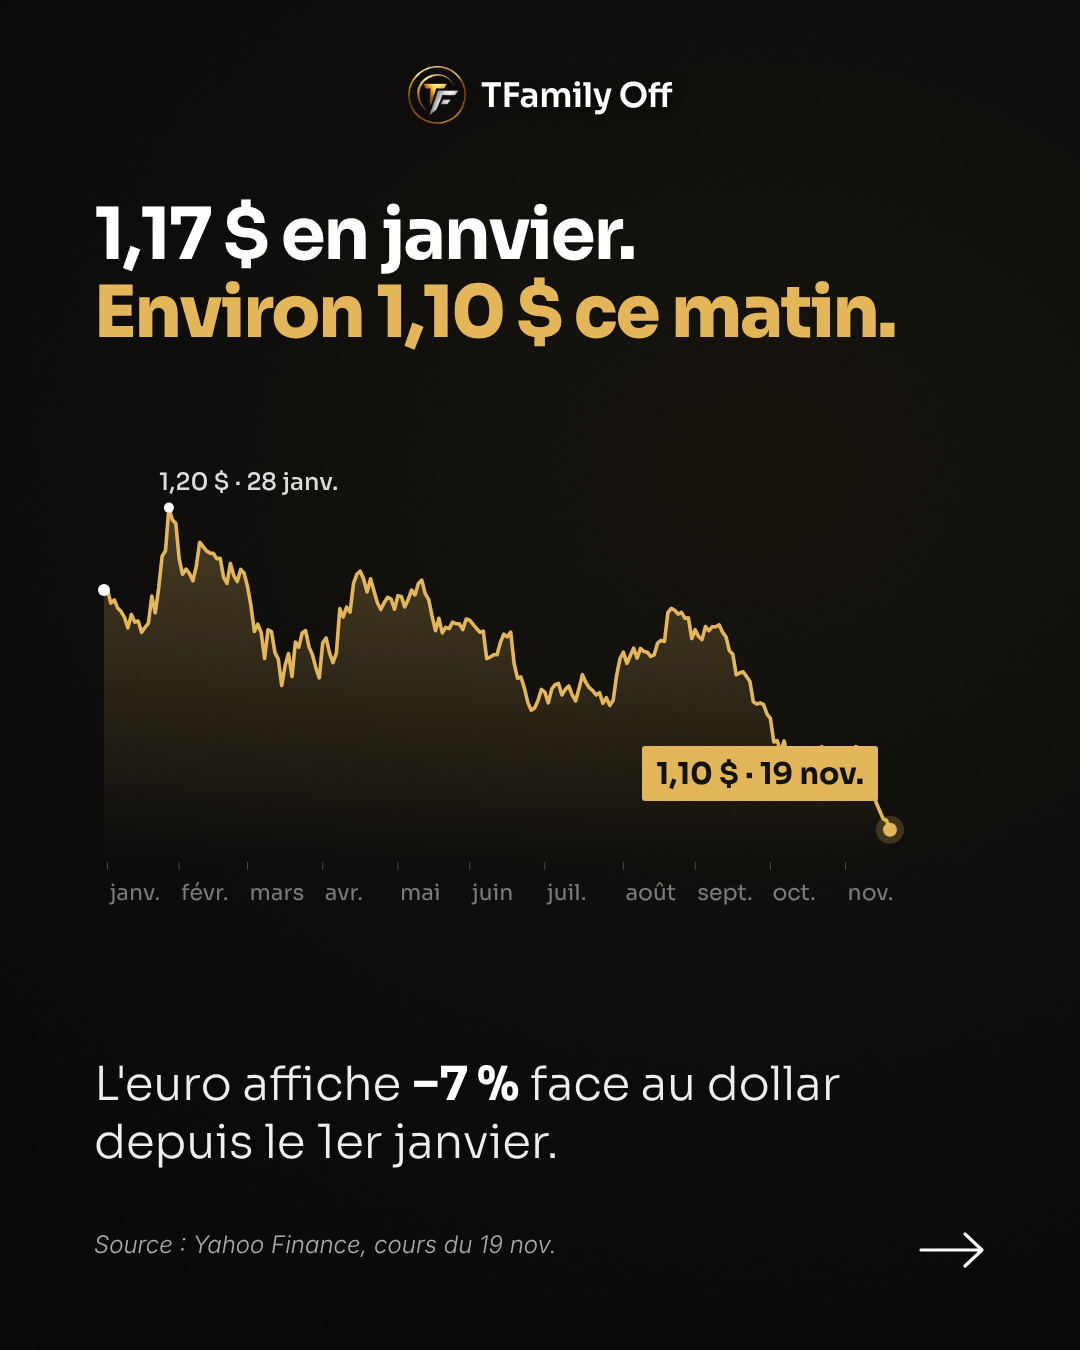 TFamily Off
1,17 $ en janvier.
Environ 1,10 $ ce matin.
1,20 $ · 28 janv.
1,10 $ · 19 nov.
janv. févr. mars avr. mai juin juil. août sept. oct. nov.
L'euro affiche −7 % face au dollar
depuis le 1er janvier.
Source : Yahoo Finance, cours du 19 nov.